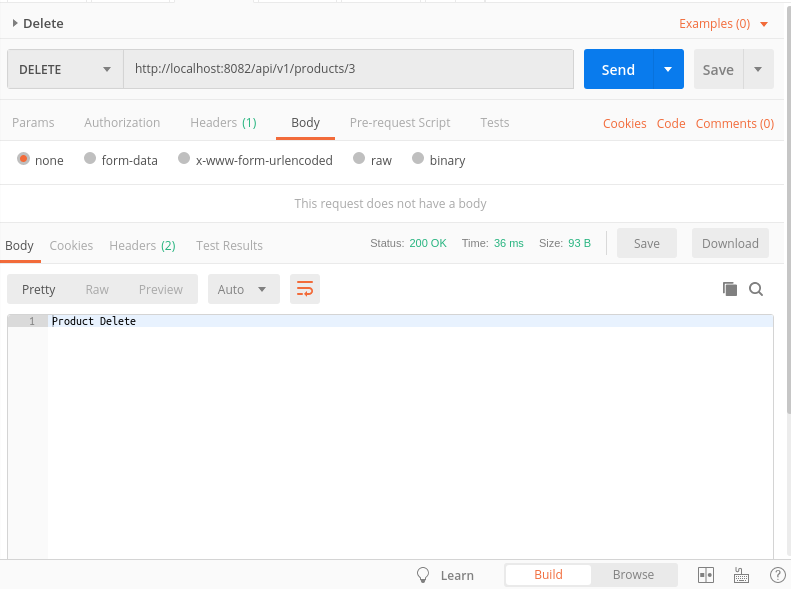 Delete Examples (0)
DELETE http://localhost:8082/api/v1/products/3 Send Save
Params Authorization Headers (1) Body Pre-request Script Tests Cookies Code Comments (0)
none form-data x-www-form-urlencoded raw binary
This request does not have a body
Body Cookies Headers (2) Test Results Status: 200 OK Time: 36 ms Size: 93 B Save Download
Pretty Raw Preview Auto
1 Product Delete
Learn Build Browse